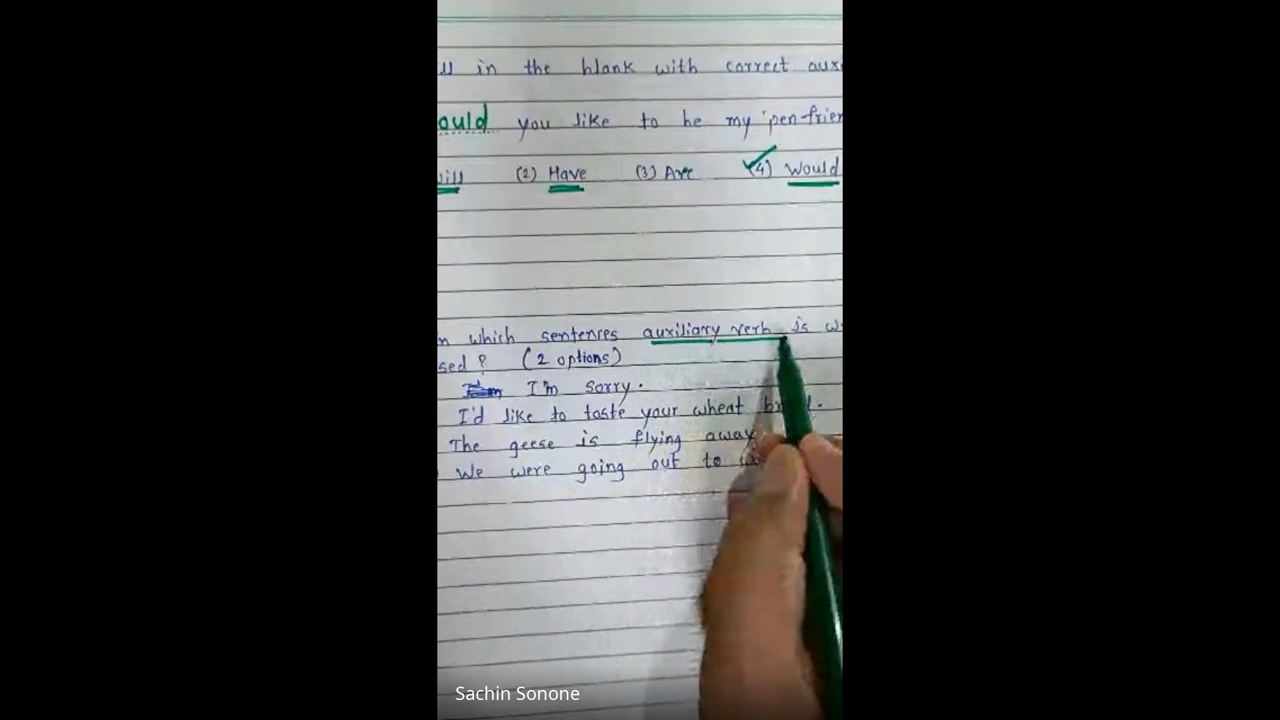 in the blank with correct
ould you like to be my pen-frien
(2) Have (3) Are (4) Would
which sentences auxiliary verb is
sed ? (2 options)
I'm sorry.
I'd like to taste your wheat
The geese is flying away
We were going out to
Sachin Sonone